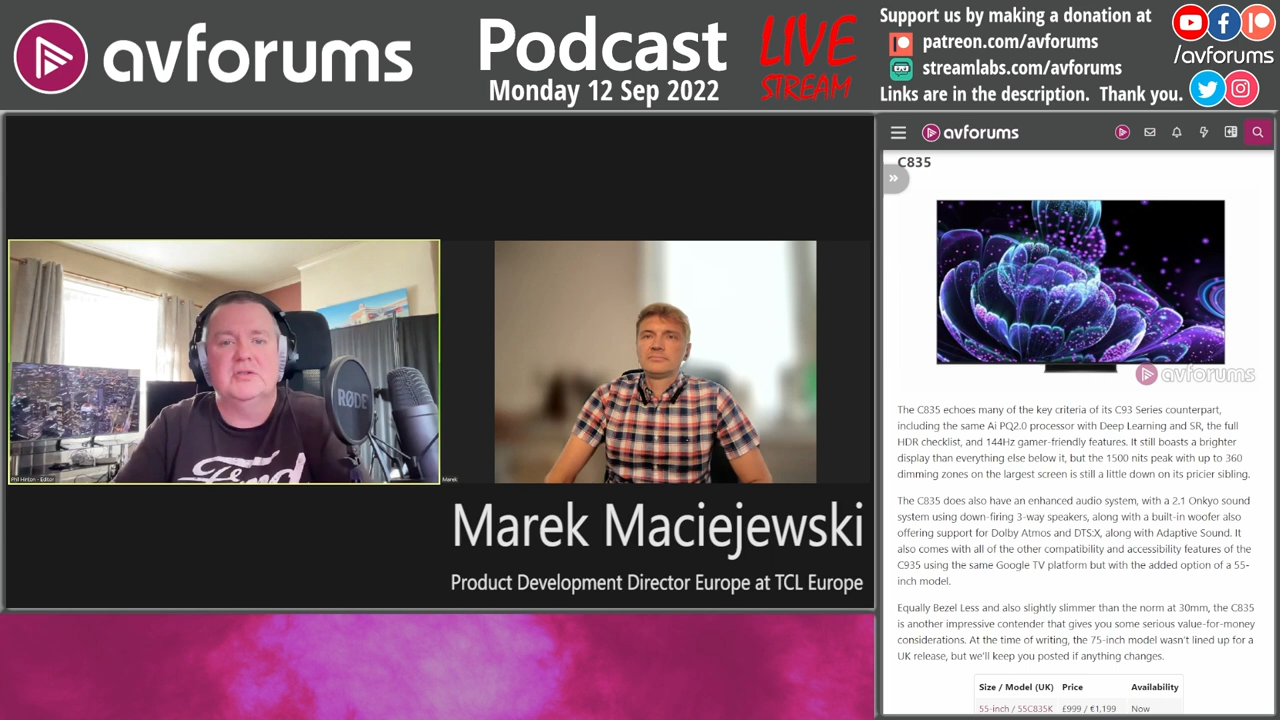 avforums
Podcast
Monday 12 Sep 2022
LIVE
STREAM
Support us by making a donation at
patreon.com/avforums
streamlabs.com/avforums
Links are in the description. Thank you.
/avforums
avforums
C835
avforums
The C835 echoes many of the key criteria of its C93 Series counterpart,
including the same Ai PQ2.0 processor with Deep Learning and SR, the full
HDR checklist, and 144Hz gamer-friendly features. It still boasts a brighter
display than everything else below it, but the 1500 nits peak with up to 360
dimming zones on the largest screen is still a little down on its pricier sibling.
The C835 does also have an enhanced audio system, with a 2.1 Onkyo sound
system using down-firing 3-way speakers, along with a built-in woofer also
offering support for Dolby Atmos and DTS:X, along with Adaptive Sound. It
also comes with all of the other compatibility and accessibility features of the
C935 using the same Google TV platform but with the added option of a 55-
inch model.
Equally Bezel Less and also slightly slimmer than the norm at 30mm, the C835
is another impressive contender that gives you some serious value-for-money
considerations. At the time of writing, the 75-inch model wasn't lined up for a
UK release, but we'll keep you posted if anything changes.
Size / Model (UK) Price Availability
55-inch / 55C835K £999 / €1,199 Now
RØDE
Ford
Phil Hinton - Editor
Marek
Marek Maciejewski
Product Development Director Europe at TCL Europe